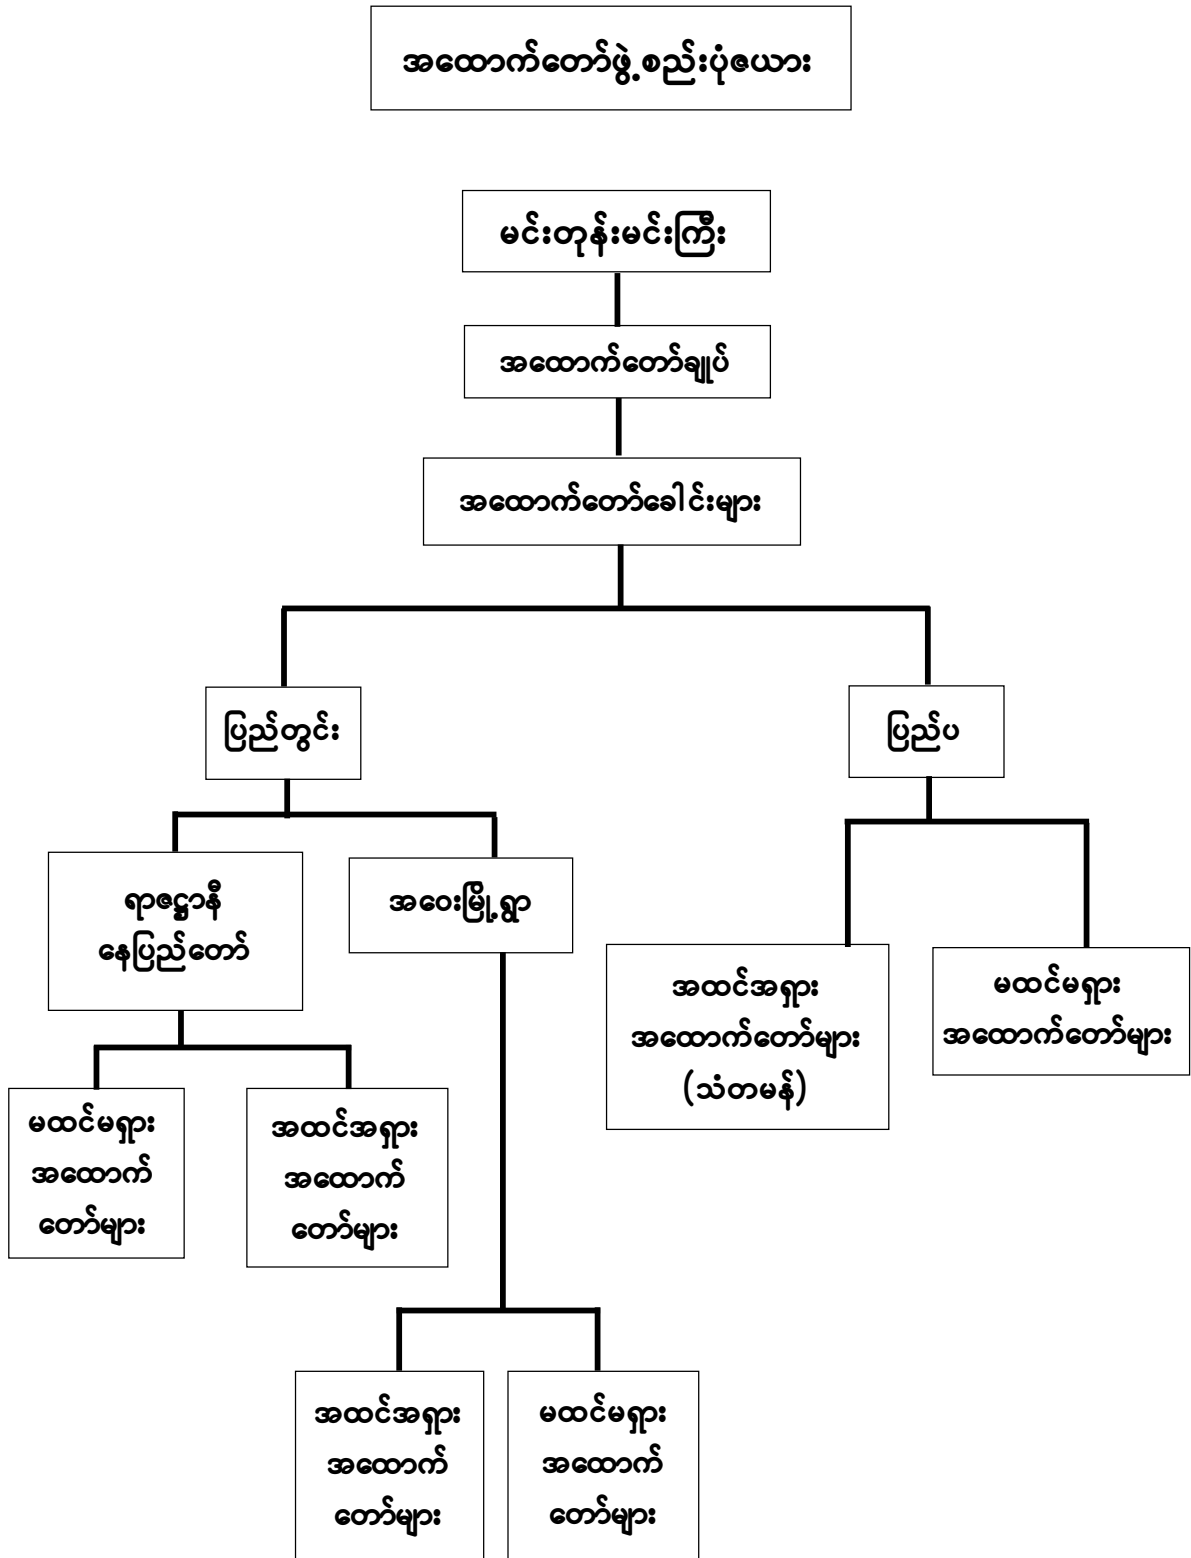 အထောက်တော်ဖွဲ့စည်းပုံဇယား
မင်းတုန်းမင်းကြီး
အထောက်တော်ချုပ်
အထောက်တော်ခေါင်းများ
ပြည်တွင်း
ပြည်ပ
ရာဇဋ္ဌာနီ
နေပြည်တော်
အဝေးမြို့ရွာ
အထင်အရှား
အထောက်တော်များ
(သံတမန်)
မထင်မရှား
အထောက်တော်များ
မထင်မရှား
အထောက်
တော်များ
အထင်အရှား
အထောက်
တော်များ
အထင်အရှား
အထောက်
တော်များ
မထင်မရှား
အထောက်
တော်များ